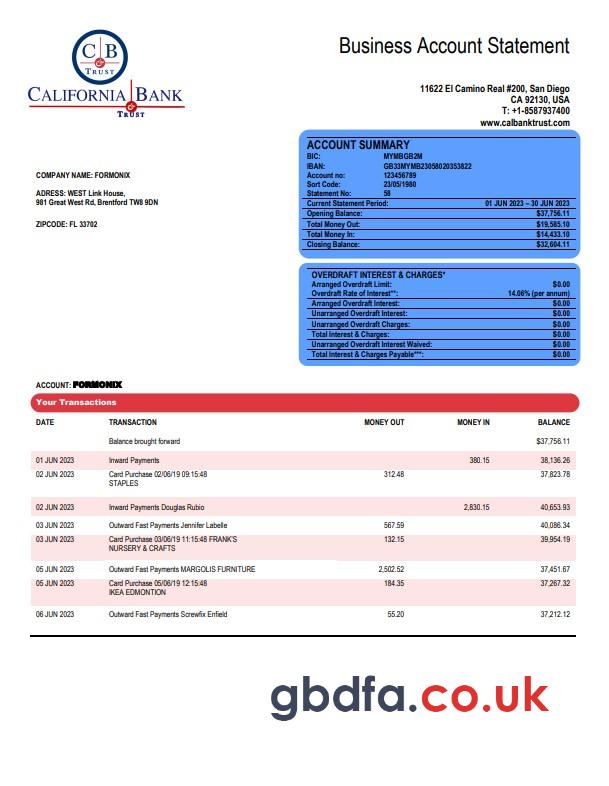 C B
&
TRUST
CALIFORNIA BANK
&
TRUST
Business Account Statement
11622 El Camino Real #200, San Diego
CA 92130, USA
T: +1-8587937400
www.calbanktrust.com
COMPANY NAME: FORMONIX
ADRESS: WEST Link House,
981 Great West Rd, Brentford TW8 9DN
ZIPCODE: FL 33702
ACCOUNT SUMMARY
BIC: MYMBGB2M
IBAN: GB33MYMB23058020353822
Account no: 123456789
Sort Code: 23/05/1980
Statement No: 58
Current Statement Period: 01 JUN 2023 – 30 JUN 2023
Opening Balance: $37,756.11
Total Money Out: $19,585.10
Total Money In: $14,433.10
Closing Balance: $32,604.11
OVERDRAFT INTEREST & CHARGES*
Arranged Overdraft Limit: $0.00
Overdraft Rate of Interest**: 14.06% (per annum)
Arranged Overdraft Interest: $0.00
Unarranged Overdraft Interest: $0.00
Unarranged Overdraft Charges: $0.00
Total Interest & Charges: $0.00
Unarranged Overdraft Interest Waived: $0.00
Total Interest & Charges Payable***: $0.00
ACCOUNT: FORMONIX
Your Transactions
DATE TRANSACTION MONEY OUT MONEY IN BALANCE
Balance brought forward $37,756.11
01 JUN 2023 Inward Payments 380.15 38,136.26
02 JUN 2023 Card Purchase 02/06/19 09:15:48 312.48 37,823.78
STAPLES
02 JUN 2023 Inward Payments Douglas Rubio 2,830.15 40,653.93
03 JUN 2023 Outward Fast Payments Jennifer Labelle 567.59 40,086.34
03 JUN 2023 Card Purchase 03/06/19 11:15:48 FRANK'S 132.15 39,954.19
NURSERY & CRAFTS
05 JUN 2023 Outward Fast Payments MARGOLIS FURNITURE 2,502.52 37,451.67
05 JUN 2023 Card Purchase 05/06/19 12:15:48 184.35 37,267.32
IKEA EDMONTION
06 JUN 2023 Outward Fast Payments Screwfix Enfield 55.20 37,212.12
gbdfa.co.uk